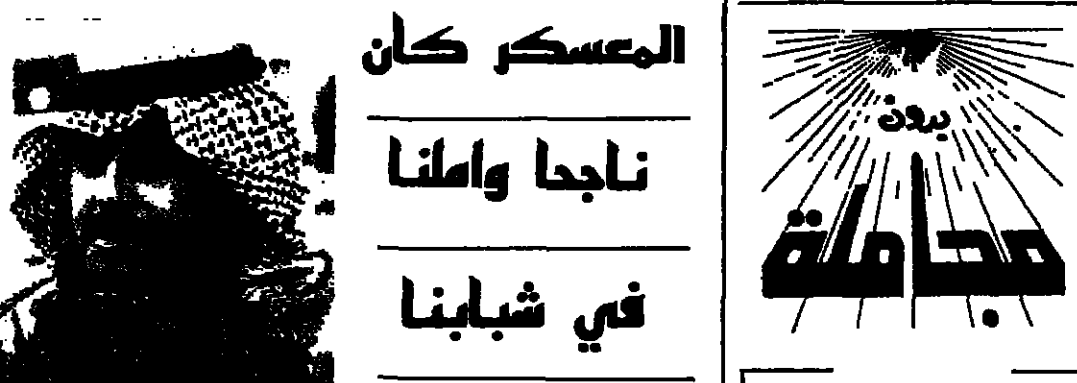 المعسكر كان
ناجحا واملنا
في شبابنا
بدون
مجاملة